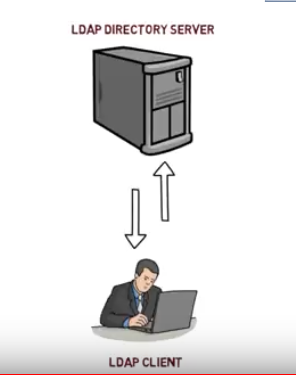 LDAP DIRECTORY SERVER
LDAP CLIENT